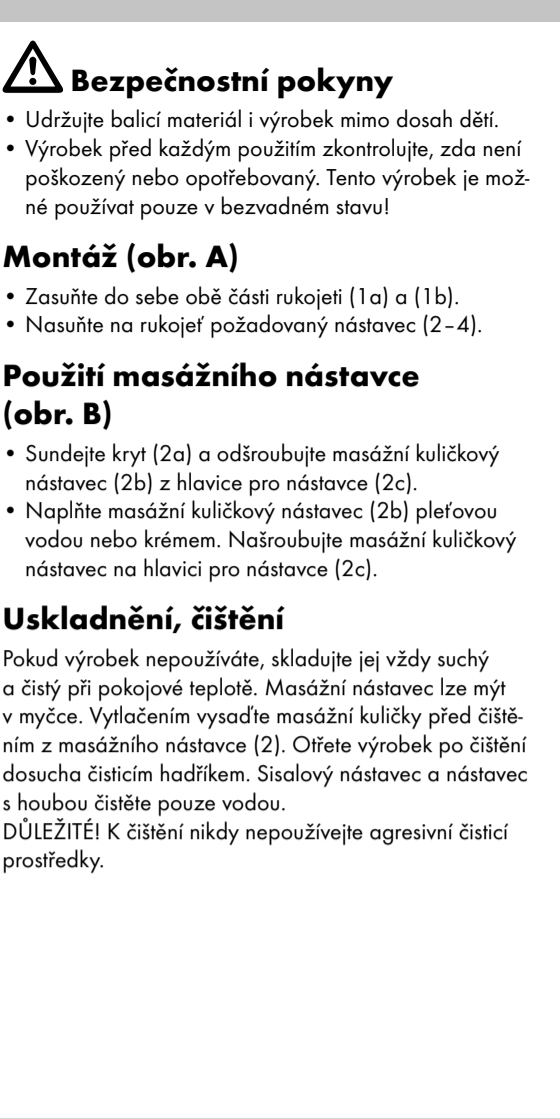 Bezpečnostní pokyny
• Udržujte balicí materiál i výrobek mimo dosah dětí.
• Výrobek před každým použitím zkontrolujte, zda není
poškozený nebo opotřebovaný. Tento výrobek je mož-
né používat pouze v bezvadném stavu!
Montáž (obr. A)
• Zasuňte do sebe obě části rukojeti (1a) a (1b).
• Nasuňte na rukojeť požadovaný nástavec (2–4).
Použití masážního nástavce
(obr. B)
• Sundejte kryt (2a) a odšroubujte masážní kuličkový
nástavec (2b) z hlavice pro nástavce (2c).
• Naplňte masážní kuličkový nástavec (2b) pleťovou
vodou nebo krémem. Našroubujte masážní kuličkový
nástavec na hlavici pro nástavce (2c).
Uskladnění, čištění
Pokud výrobek nepoužíváte, skladujte jej vždy suchý
a čistý při pokojové teplotě. Masážní nástavec lze mýt
v myčce. Vytlačením vysaďte masážní kuličky před čiště-
ním z masážního nástavce (2). Otřete výrobek po čištění
dosucha čisticím hadříkem. Sisalový nástavec a nástavec
s houbou čistěte pouze vodou.
DŮLEŽITÉ! K čištění nikdy nepoužívejte agresivní čisticí
prostředky.